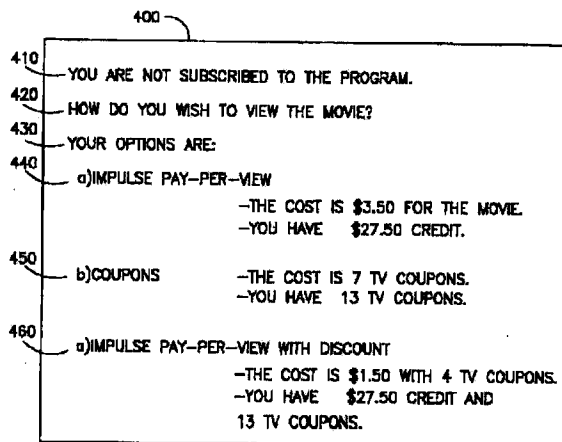 400
410
YOU ARE NOT SUBSCRIBED TO THE PROGRAM.
420
HOW DO YOU WISH TO VIEW THE MOVIE?
430
YOUR OPTIONS ARE:
440
a)IMPULSE PAY-PER-VIEW
-THE COST IS $3.50 FOR THE MOVIE.
-YOU HAVE $27.50 CREDIT.
450
b)COUPONS -THE COST IS 7 TV COUPONS.
-YOU HAVE 13 TV COUPONS.
460
a)IMPULSE PAY-PER-VIEW WITH DISCOUNT
-THE COST IS $1.50 WITH 4 TV COUPONS.
-YOU HAVE $27.50 CREDIT AND
13 TV COUPONS.